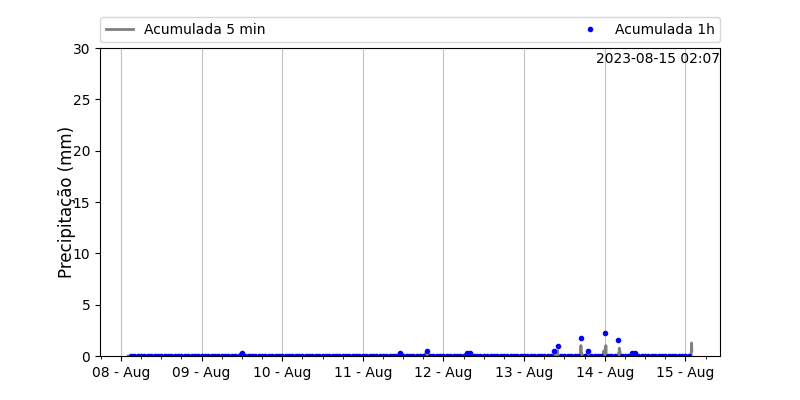 Acumulada 5 min
Acumulada 1h
2023-08-15 02:07
Precipitação (mm)
30
25
20
15
10
5
0
08 - Aug
09 - Aug
10 - Aug
11 - Aug
12 - Aug
13 - Aug
14 - Aug
15 - Aug